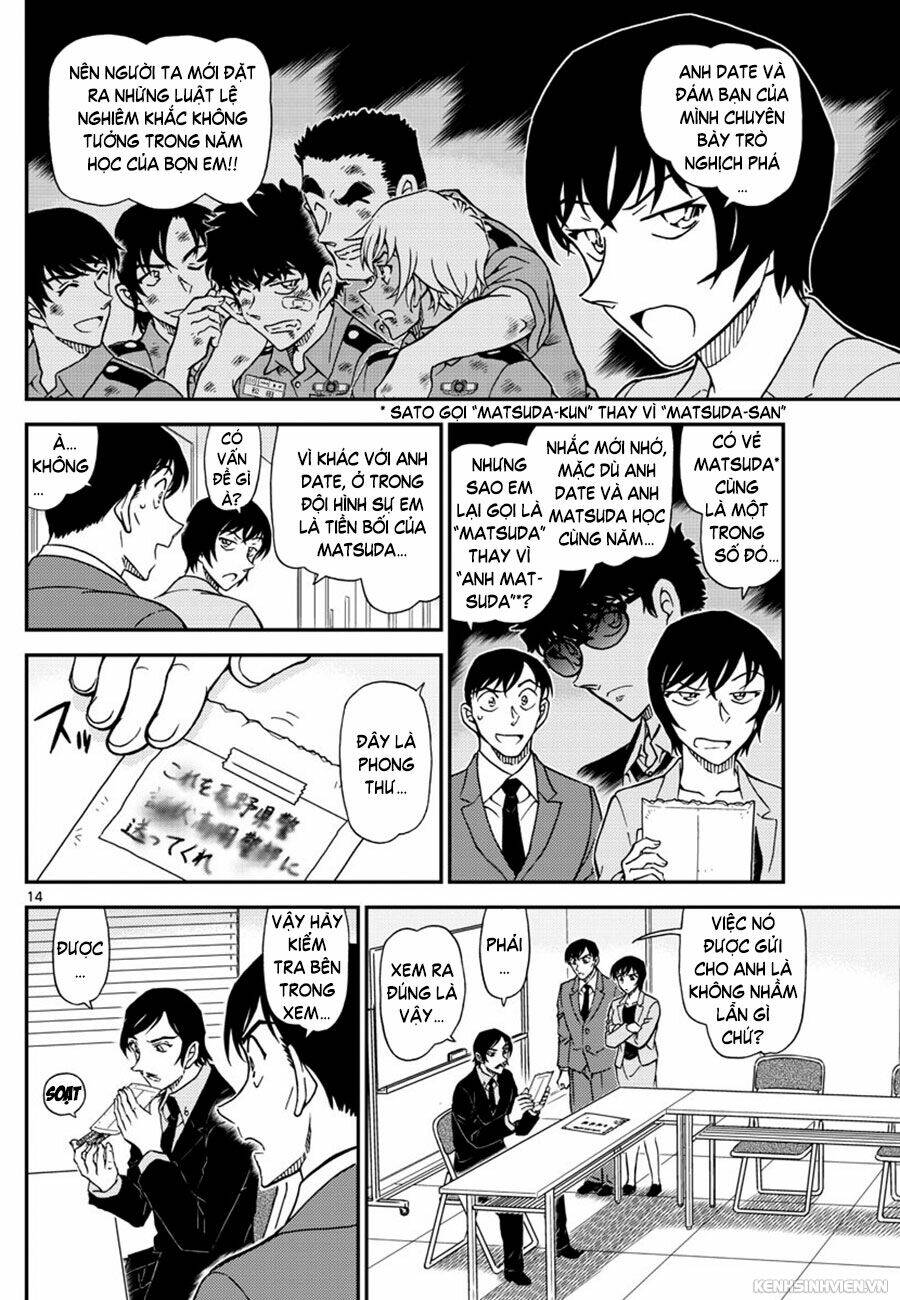 ANH DATE VÀ
ĐÁM BẠN CỦA
MÌNH CHUYÊN
BÀY TRÒ
NGHỊCH PHÁ
...
NÊN NGƯỜI TA MỚI ĐẶT
RA NHỮNG LUẬT LỆ
NGHIÊM KHẮC KHÔNG
TƯỞNG TRONG NĂM
HỌC CỦA BỌN EM!!
* SATO GỌI "MATSUDA-KUN" THAY VÌ "MATSUDA-SAN"
CÓ VẺ
MATSUDA*
CŨNG
LÀ MỘT
TRONG
SỐ ĐÓ...
NHẮC MỚI NHỚ,
MẶC DÙ ANH
DATE VÀ ANH
MATSUDA HỌC
CÙNG NĂM...
NHƯNG
SAO EM
LẠI GỌI LÀ
"MATSUDA"
THAY VÌ
"ANH MAT-
SUDA"*?
VÌ KHÁC VỚI ANH
DATE, Ở TRONG
ĐỘI HÌNH SỰ EM
LÀ TIỀN BỐI CỦA
MATSUDA...
CÓ
VẤN
ĐỀ GÌ
À?
À...
KHÔNG
...
ĐÂY LÀ
PHONG
THƯ...
ズッ
これを長野県警
送ってくれ
14
VIỆC NÓ
ĐƯỢC GỬI
CHO ANH LÀ
KHÔNG NHẦM
LẪN GÌ
CHỨ?
PHẢI
...
XEM RA
ĐÚNG LÀ
VẬY...
VẬY HÃY
KIỂM
TRA BÊN
TRONG
XEM...
ĐƯỢC
...
SOẠT
KENHSINHVIEN.VN